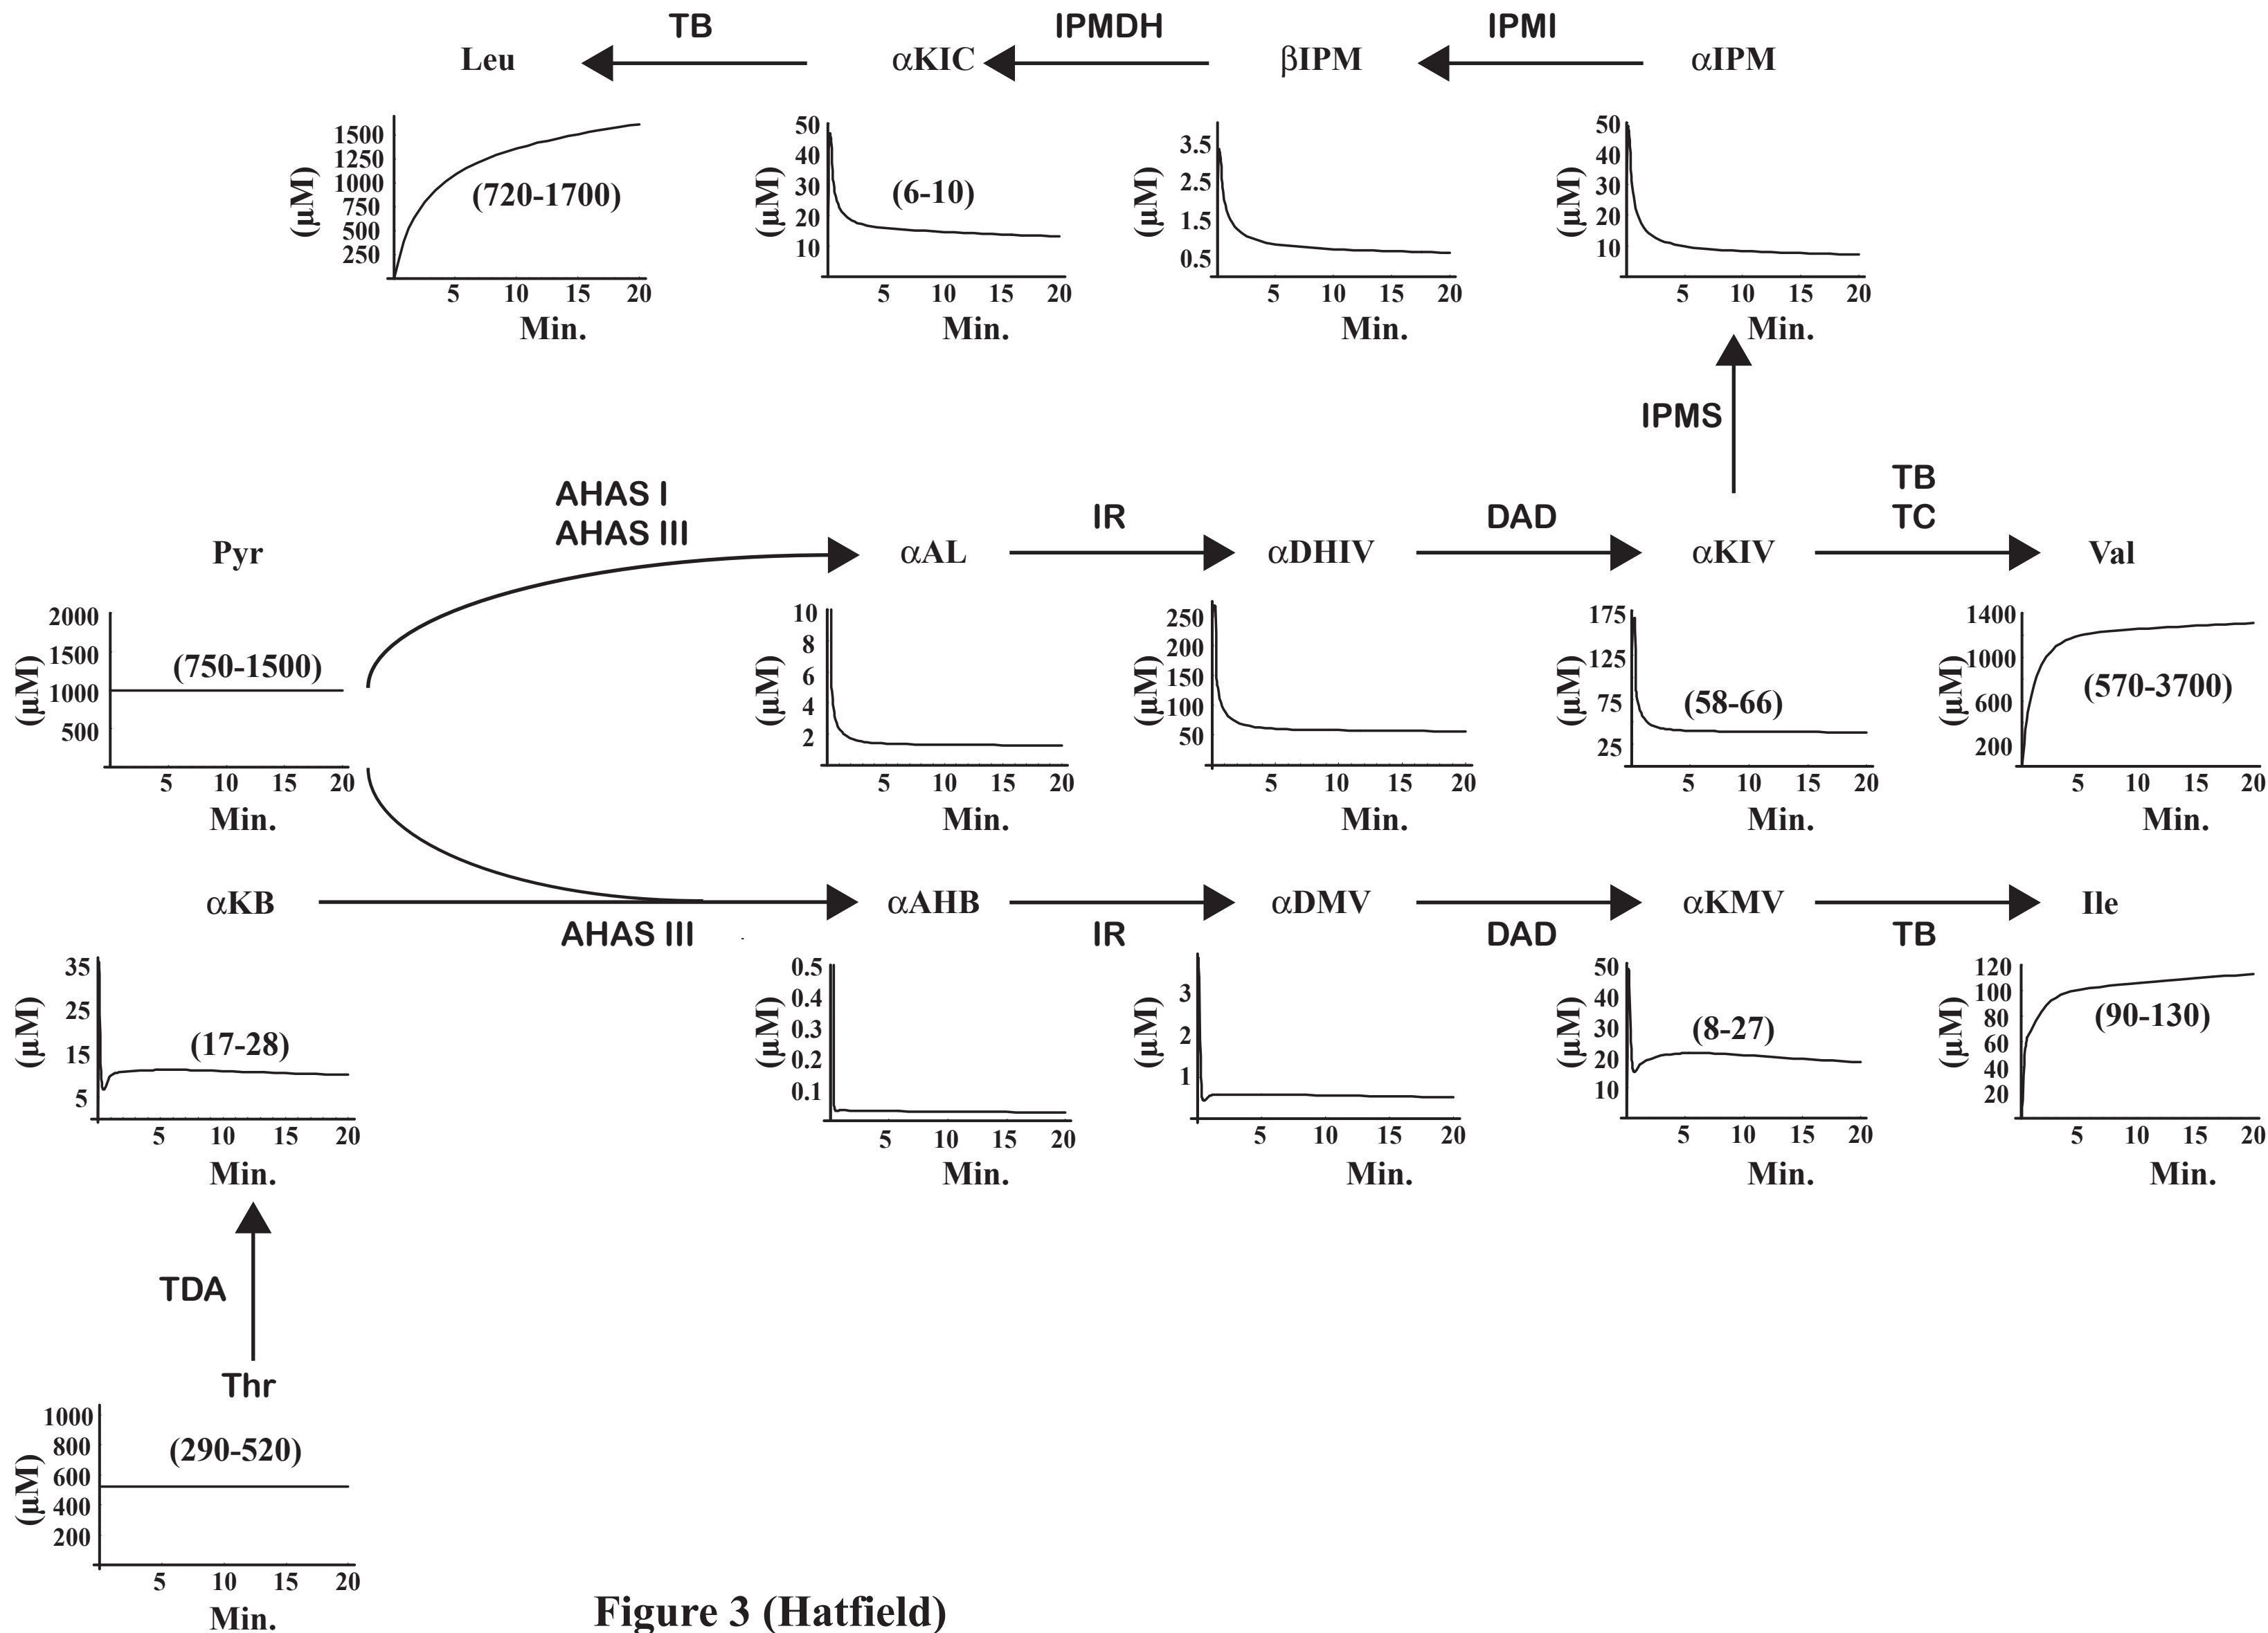 TB IPMDH IPMI
Leu αKIC βIPM αIPM
1500
1250
1000
750
500
250
(µM)
(720-1700)
5 10 15 20
Min.
50
40
30
20
10
(µM)
(6-10)
5 10 15 20
Min.
3.5
2.5
1.5
0.5
(µM)
5 10 15 20
Min.
50
40
30
20
10
(µM)
5 10 15 20
Min.
IPMS
AHAS I
AHAS III
IR
DAD
TB
TC
Pyr αAL αDHIV αKIV Val
2000
1500
1000
500
(µM)
(750-1500)
5 10 15 20
Min.
10
8
6
4
2
(µM)
5 10 15 20
Min.
250
200
150
100
50
(µM)
5 10 15 20
Min.
175
125
75
25
(µM)
(58-66)
5 10 15 20
Min.
1400
1000
600
200
(µM)
(570-3700)
5 10 15 20
Min.
αKB αAHB αDMV αKMV Ile
AHAS III IR DAD TB
35
25
15
5
(µM)
(17-28)
5 10 15 20
Min.
0.5
0.4
0.3
0.2
0.1
(µM)
5 10 15 20
Min.
3
2
1
(µM)
5 10 15 20
Min.
50
40
30
20
10
(µM)
(8-27)
5 10 15 20
Min.
120
100
80
60
40
20
(µM)
(90-130)
5 10 15 20
Min.
TDA
Thr
1000
800
600
400
200
(µM)
(290-520)
5 10 15 20
Min.
Figure 3 (Hatfield)